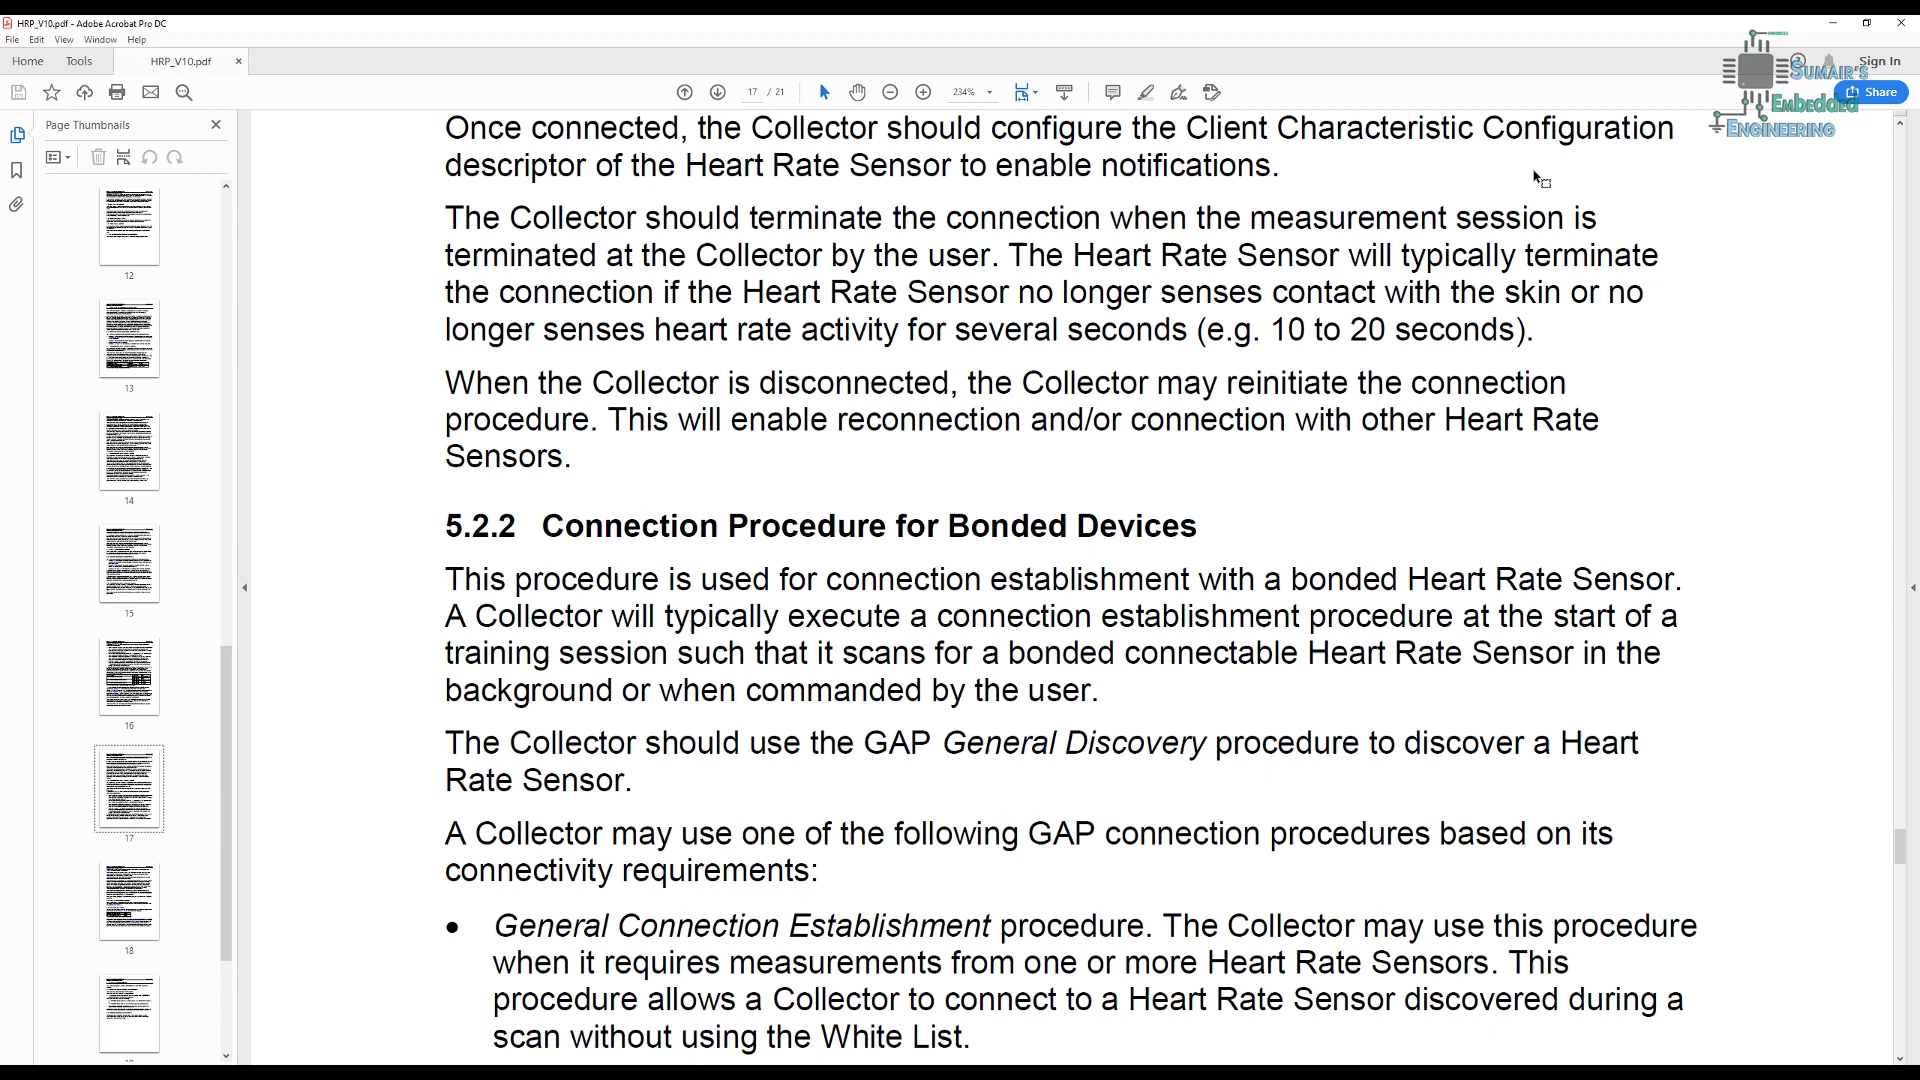 HRP_V10.pdf - Adobe Acrobat Pro DC
File Edit View Window Help
Home Tools HRP_V10.pdf Sign In
17 / 21 234% Share
SUMAIR'S
Embedded
ENGINEERING
Page Thumbnails
12
13
14
15
16
17
18
Once connected, the Collector should configure the Client Characteristic Configuration
descriptor of the Heart Rate Sensor to enable notifications.
The Collector should terminate the connection when the measurement session is
terminated at the Collector by the user. The Heart Rate Sensor will typically terminate
the connection if the Heart Rate Sensor no longer senses contact with the skin or no
longer senses heart rate activity for several seconds (e.g. 10 to 20 seconds).
When the Collector is disconnected, the Collector may reinitiate the connection
procedure. This will enable reconnection and/or connection with other Heart Rate
Sensors.
5.2.2 Connection Procedure for Bonded Devices
This procedure is used for connection establishment with a bonded Heart Rate Sensor.
A Collector will typically execute a connection establishment procedure at the start of a
training session such that it scans for a bonded connectable Heart Rate Sensor in the
background or when commanded by the user.
The Collector should use the GAP General Discovery procedure to discover a Heart
Rate Sensor.
A Collector may use one of the following GAP connection procedures based on its
connectivity requirements:
• General Connection Establishment procedure. The Collector may use this procedure
when it requires measurements from one or more Heart Rate Sensors. This
procedure allows a Collector to connect to a Heart Rate Sensor discovered during a
scan without using the White List.